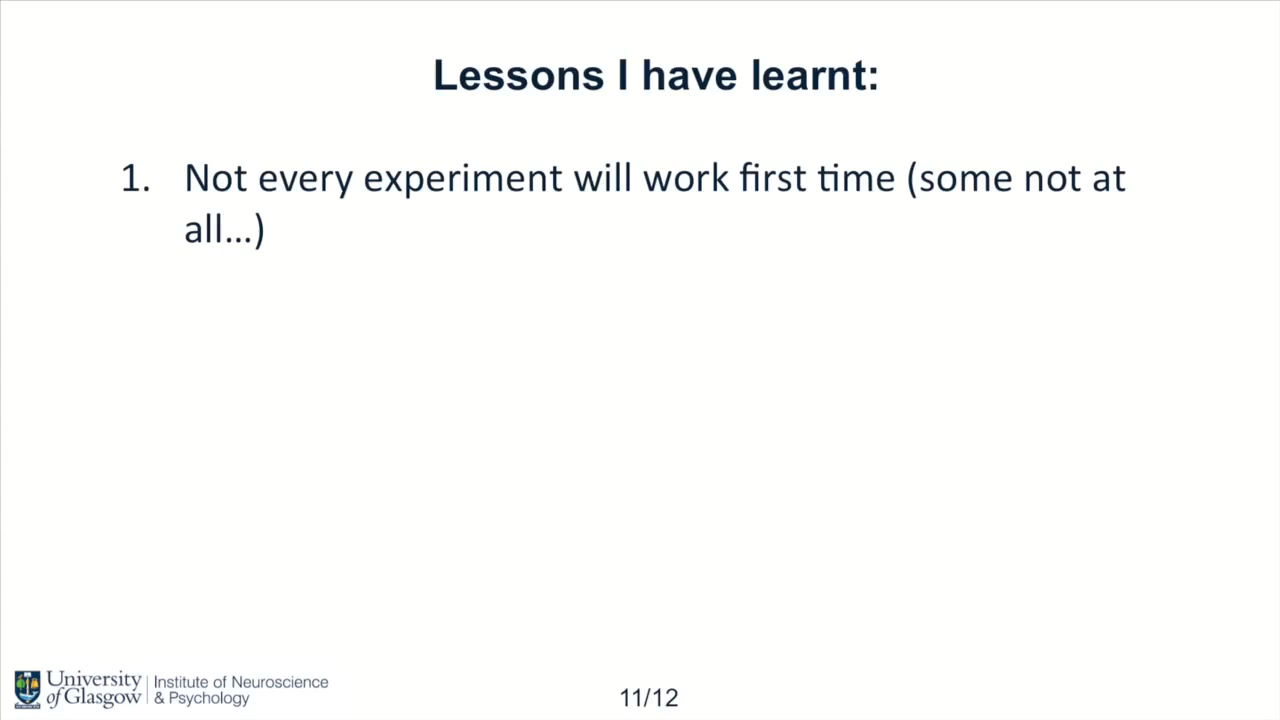 Lessons I have learnt:
1. Not every experiment will work first time (some not at
all...)
University
of Glasgow
Institute of Neuroscience
& Psychology
11/12